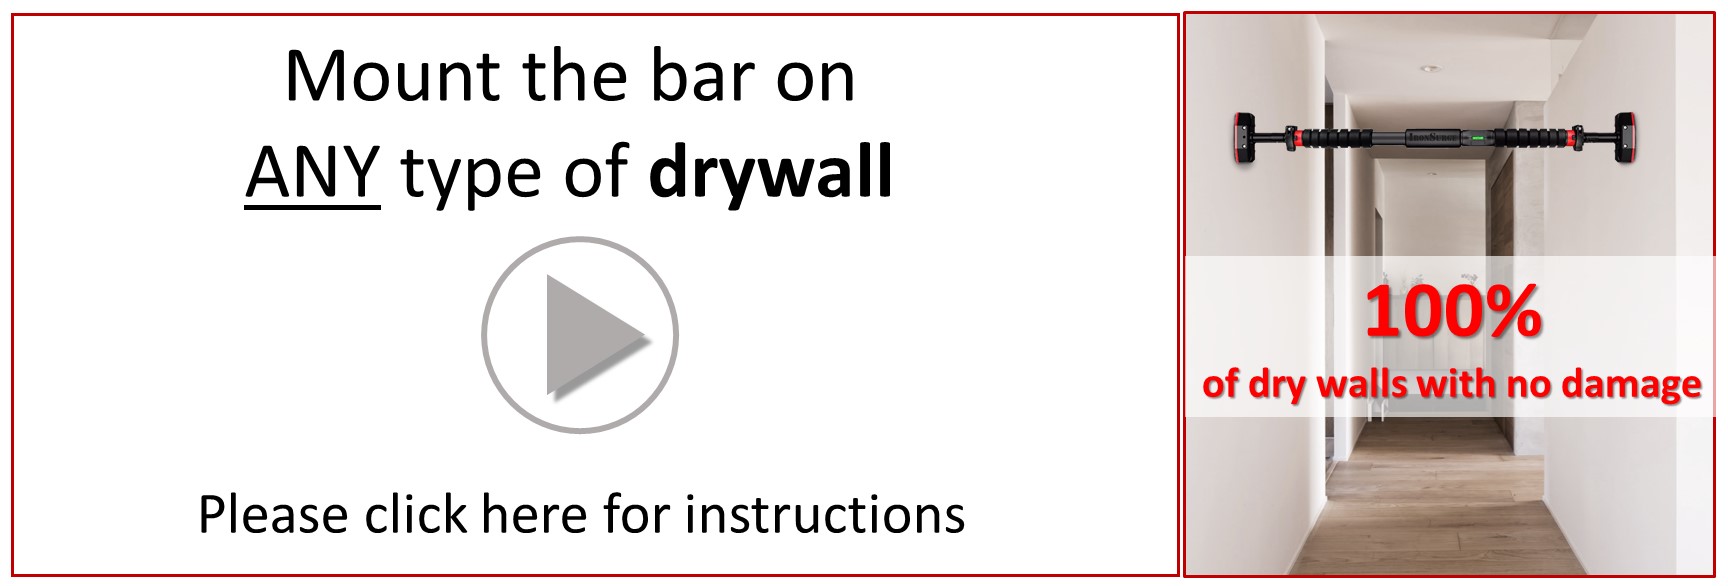 Mount the bar on
ANY type of drywall
Please click here for instructions
IRONSURGE
100%
of dry walls with no damage